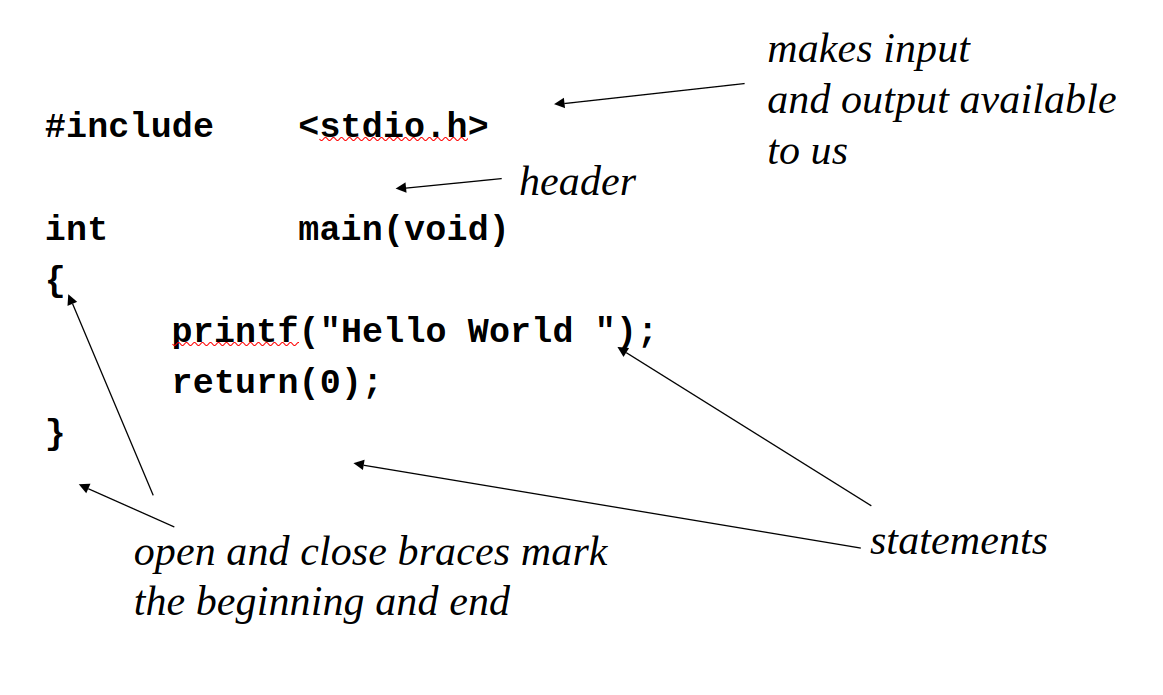 makes input
and output available
to us
#include <stdio.h>
header
int main(void)
{
printf("Hello World ");
return(0);
}
open and close braces mark
the beginning and end
statements